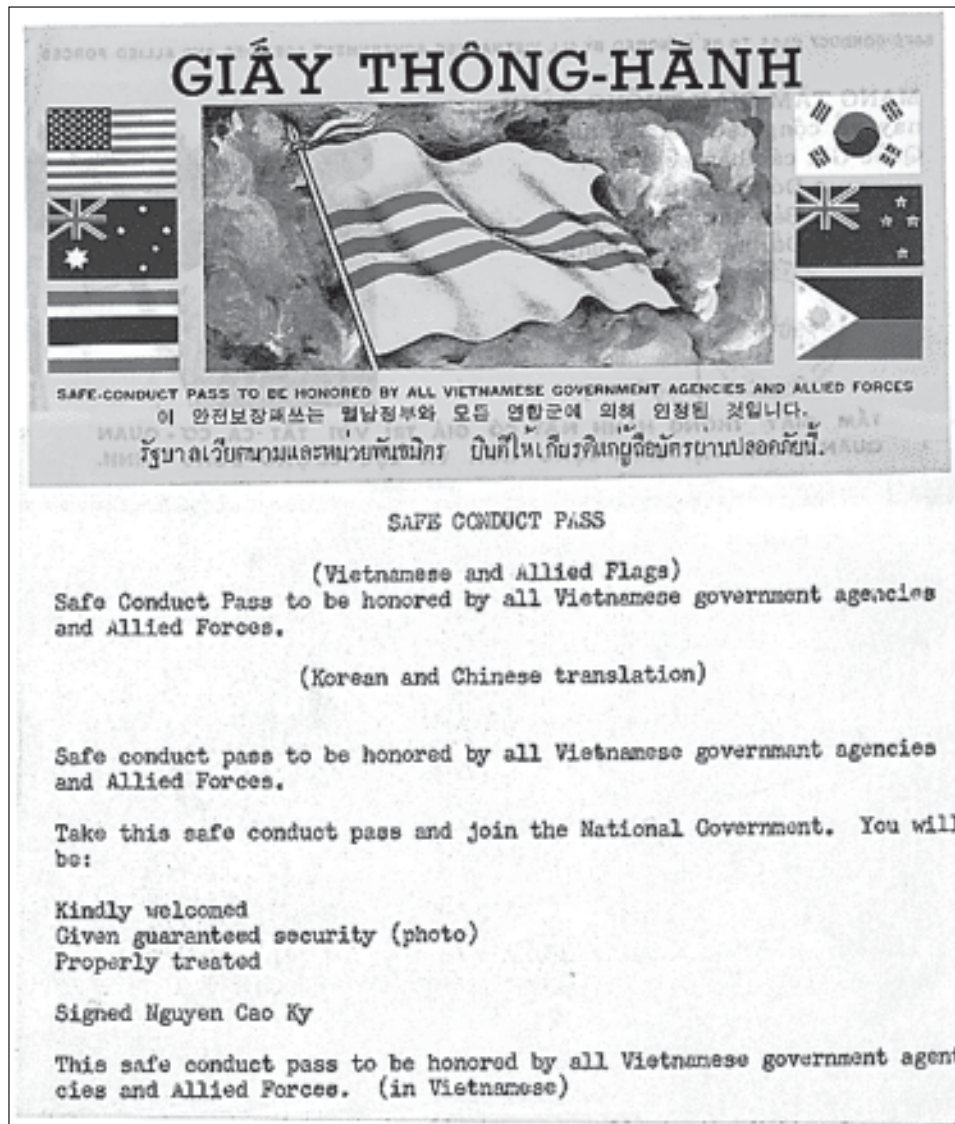 GIẤY THÔNG-HÀNH
SAFE-CONDUCT PASS TO BE HONORED BY ALL VIETNAMESE GOVERNMENT AGENCIES AND ALLIED FORCES
이 안전보장패쓰는 월남정부와 모든 연합군에 의해 인정된 것입니다.
รัฐบาลเวียตนามและหน่วยพันธมิตร ยินดีให้เกียรติแก่ผู้ถือบัตรผ่านปลอดภัยนี้.
SAFE CONDUCT PASS
(Vietnamese and Allied Flags)
Safe Conduct Pass to be honored by all Vietnamese government agencies
and Allied Forces.
(Korean and Chinese translation)
Safe conduct pass to be honored by all Vietnamese government agencies
and Allied Forces.
Take this safe conduct pass and join the National Government. You will
be:
Kindly welcomed
Given guaranteed security (photo)
Properly treated
Signed Nguyen Cao Ky
This safe conduct pass to be honored by all Vietnamese government agen
cies and Allied Forces. (in Vietnamese)